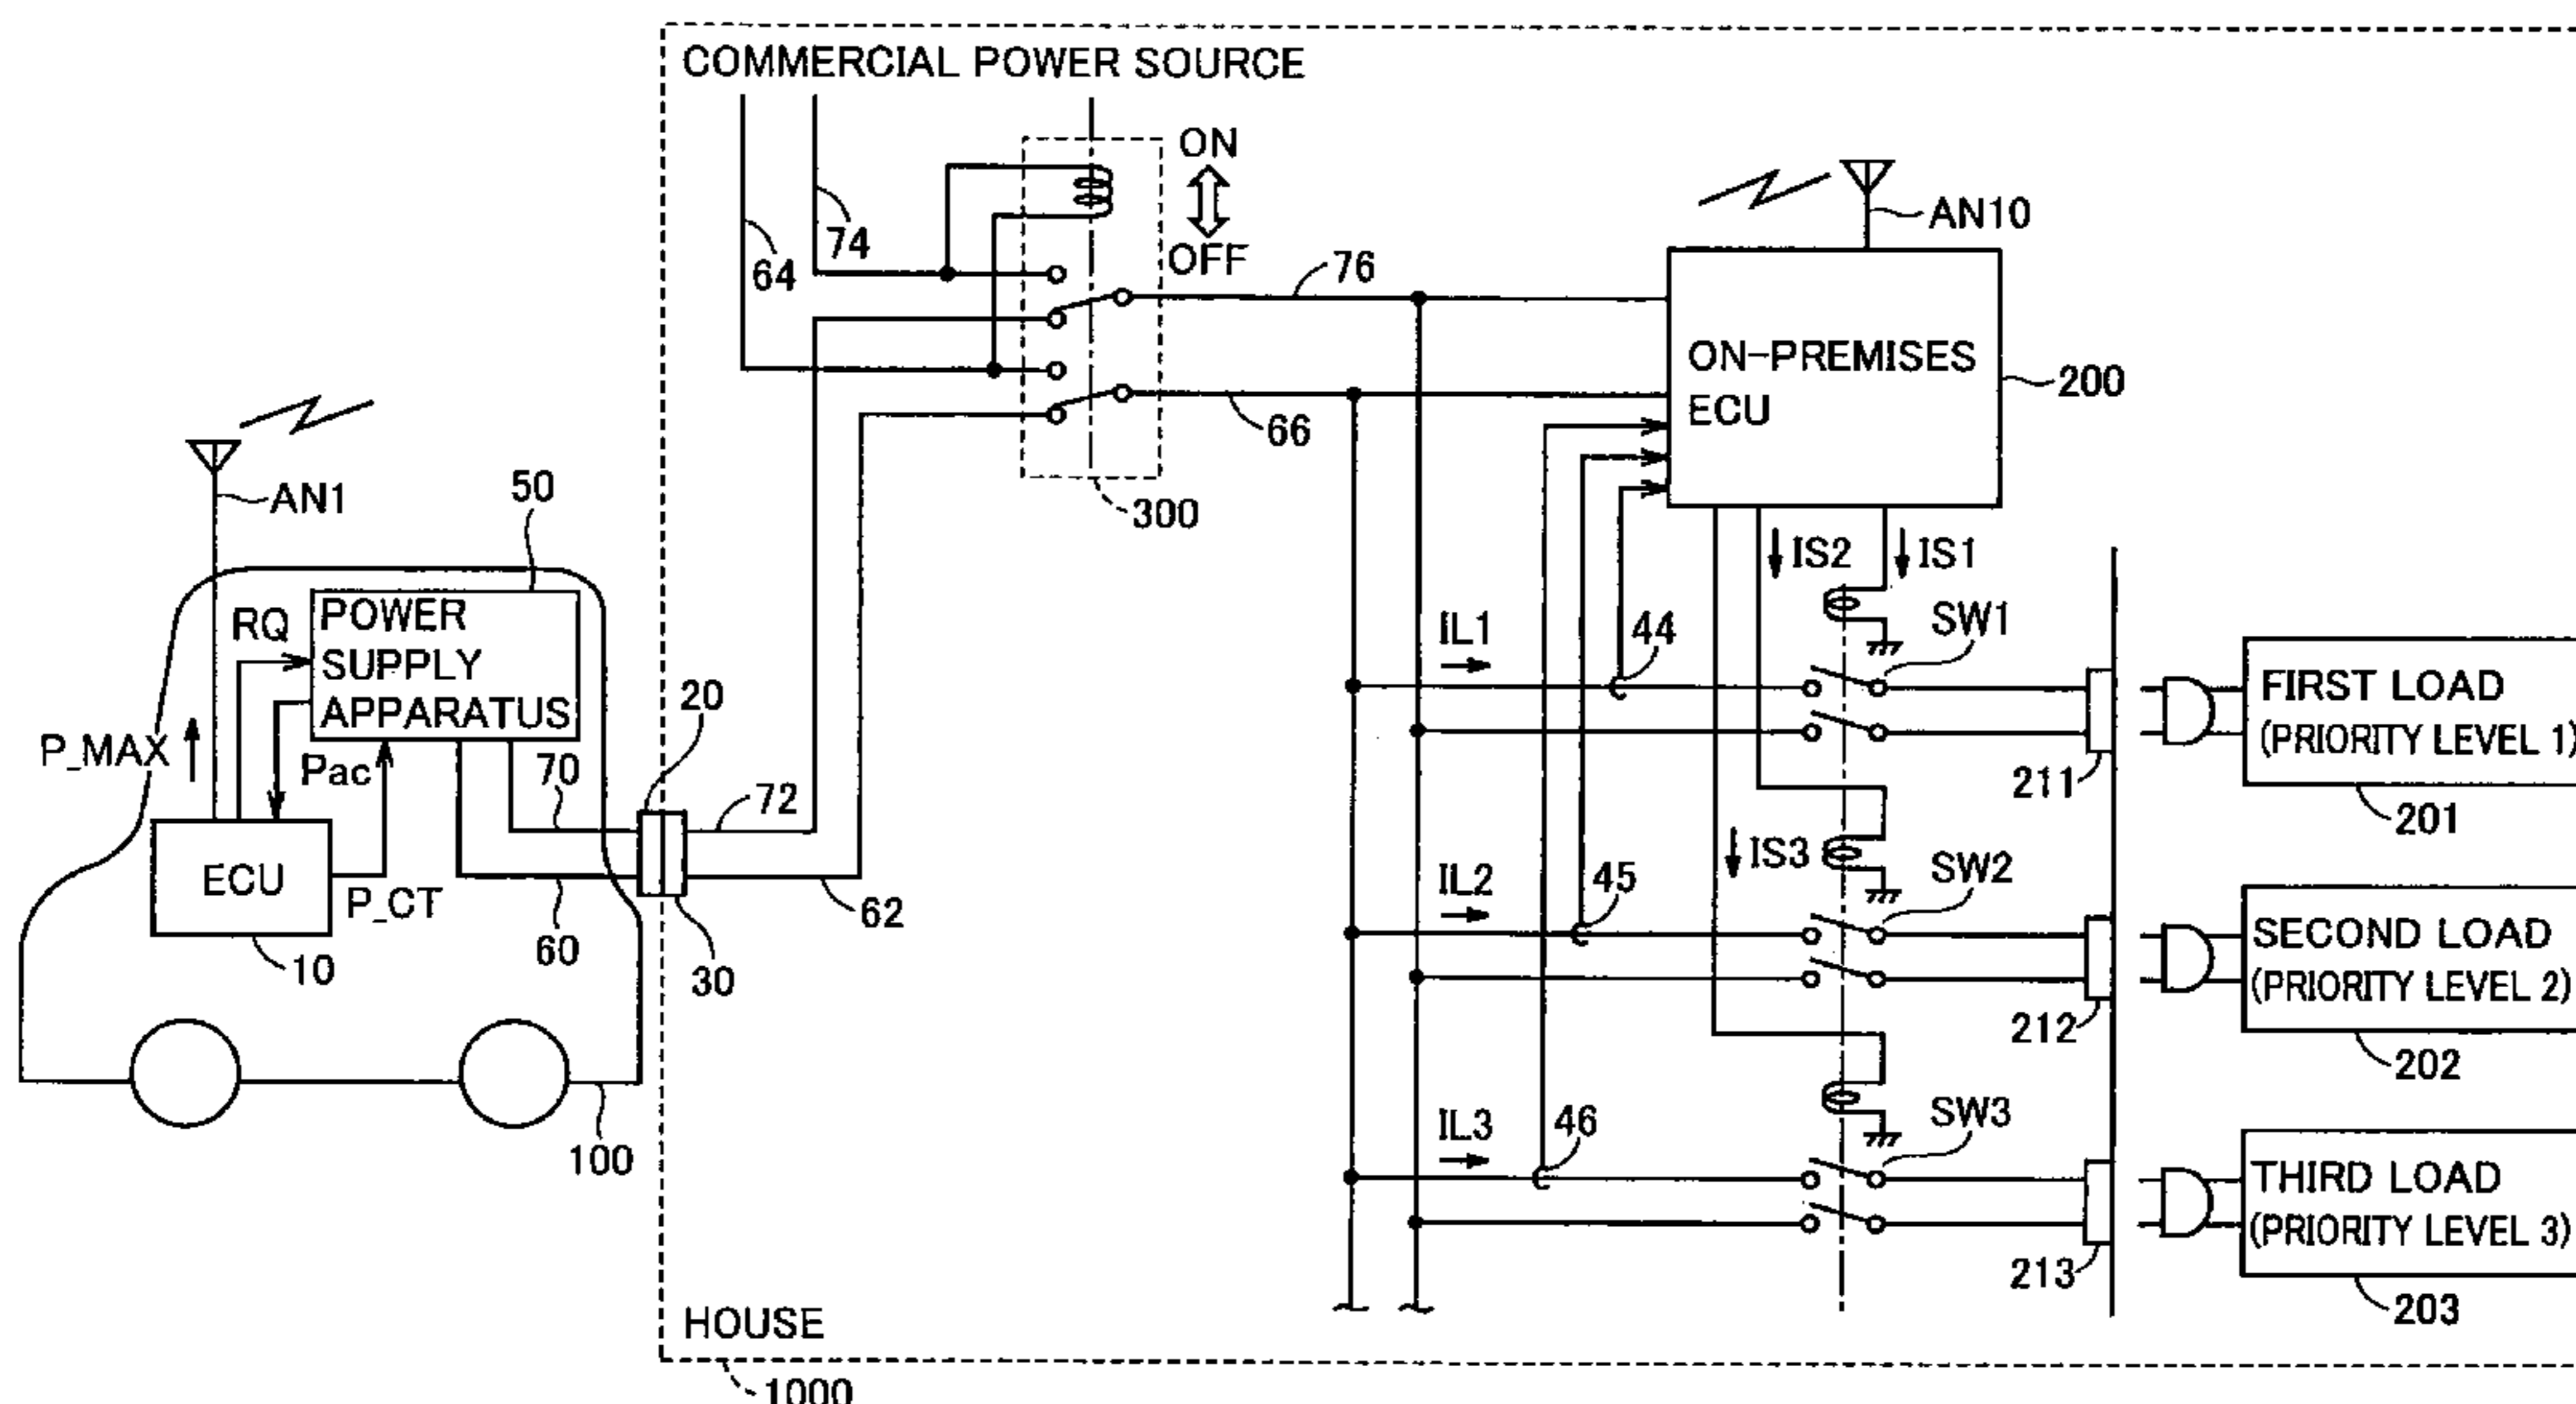 COMMERCIAL POWER SOURCE
ON
OFF
74
64
76
66
300
AN10
ON-PREMISES
ECU
200
AN1
50
POWER
SUPPLY
APPARATUS
RQ
P_MAX
Pac
ECU
P_CT
10
70
60
20
30
72
62
100
IS2
IS1
IS3
IL1
44
SW1
211
FIRST LOAD
(PRIORITY LEVEL 1)
201
IL2
45
SW2
212
SECOND LOAD
(PRIORITY LEVEL 2)
202
IL3
46
SW3
213
THIRD LOAD
(PRIORITY LEVEL 3)
203
HOUSE
1000